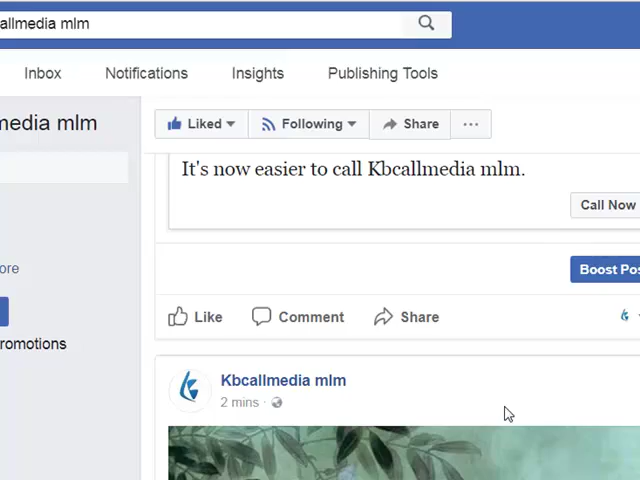 allmedia mlm
Inbox Notifications Insights Publishing Tools
media mlm
Liked Following Share ...
It's now easier to call Kbcallmedia mlm.
Call Now
ore
Boost Pos
romotions
Like Comment Share
Kbcallmedia mlm
2 mins ·